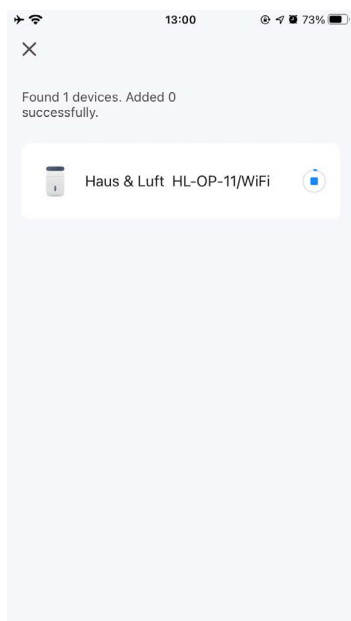 13:00
73%
Found 1 devices. Added 0
successfully.
Haus & Luft HL-OP-11/WiFi